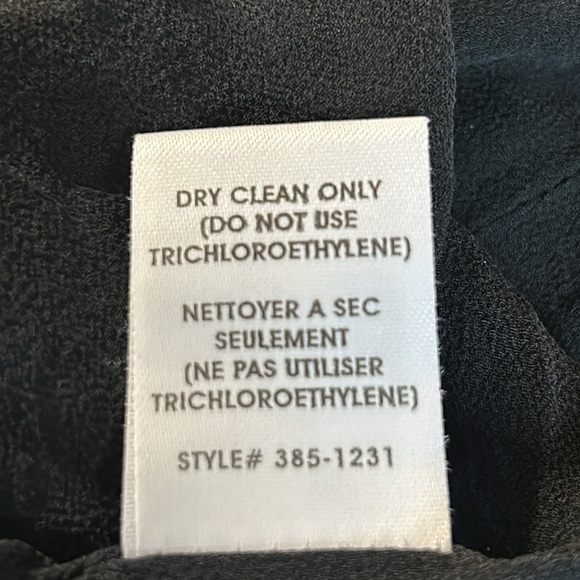 DRY CLEAN ONLY
(DO NOT USE
TRICHLOROETHYLENE)
NETTOYER A SEC
SEULEMENT
(NE PAS UTILISER
TRICHLOROETHYLENE)
STYLE# 385-1231